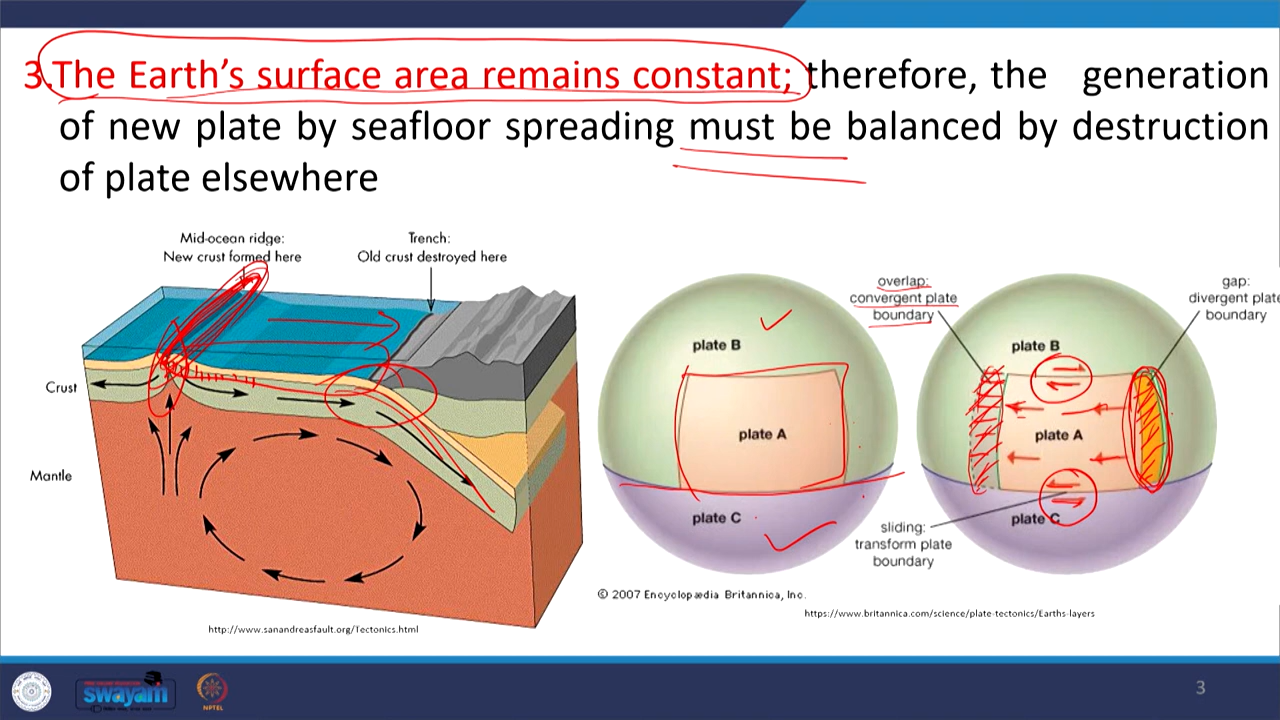 3.The Earth's surface area remains constant; therefore, the generation
of new plate by seafloor spreading must be balanced by destruction
of plate elsewhere
Mid-ocean ridge:
New crust formed here
Trench:
Old crust destroyed here
Crust
Mantle
http://www.sanandreasfault.org/Tectonics.html
plate B
plate A
plate C
© 2007 Encyclopædia Britannica, Inc.
overlap:
convergent plate
boundary
gap:
divergent plate
boundary
plate B
plate A
plate C
sliding:
transform plate
boundary
https://www.britannica.com/science/plate-tectonics/Earths-layers
swayam
NPTEL
3